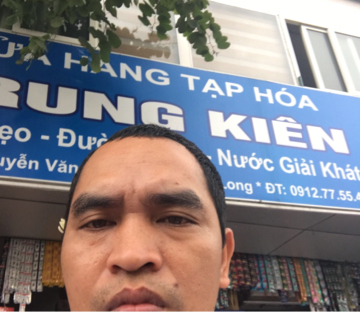 ỬA HÀNG TẠP HÓA
RUNG KIÊN
ẹo - Đườ Nước Giải Khát
uyễn Văn Long * ĐT: 0912.77.55.4